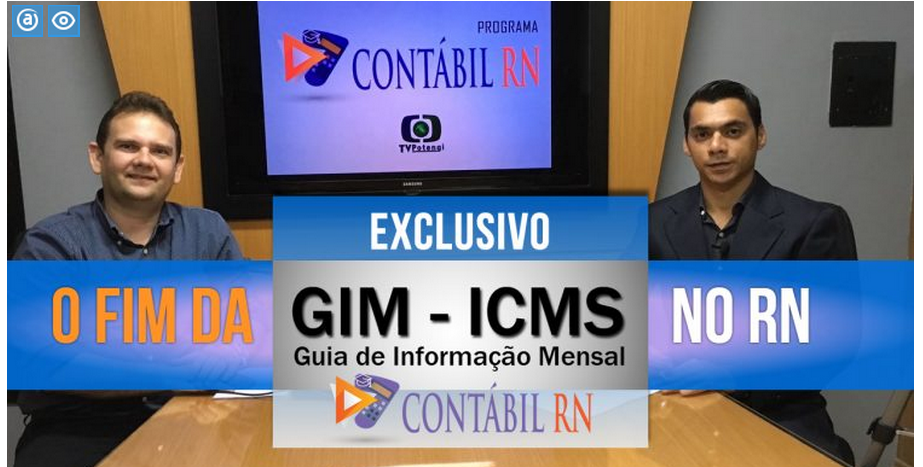 PROGRAMA
CONTÁBIL RN
TVPotengi
SAMSUNG
EXCLUSIVO
O FIM DA GIM - ICMS NO RN
Guia de Informação Mensal
CONTÁBIL RN